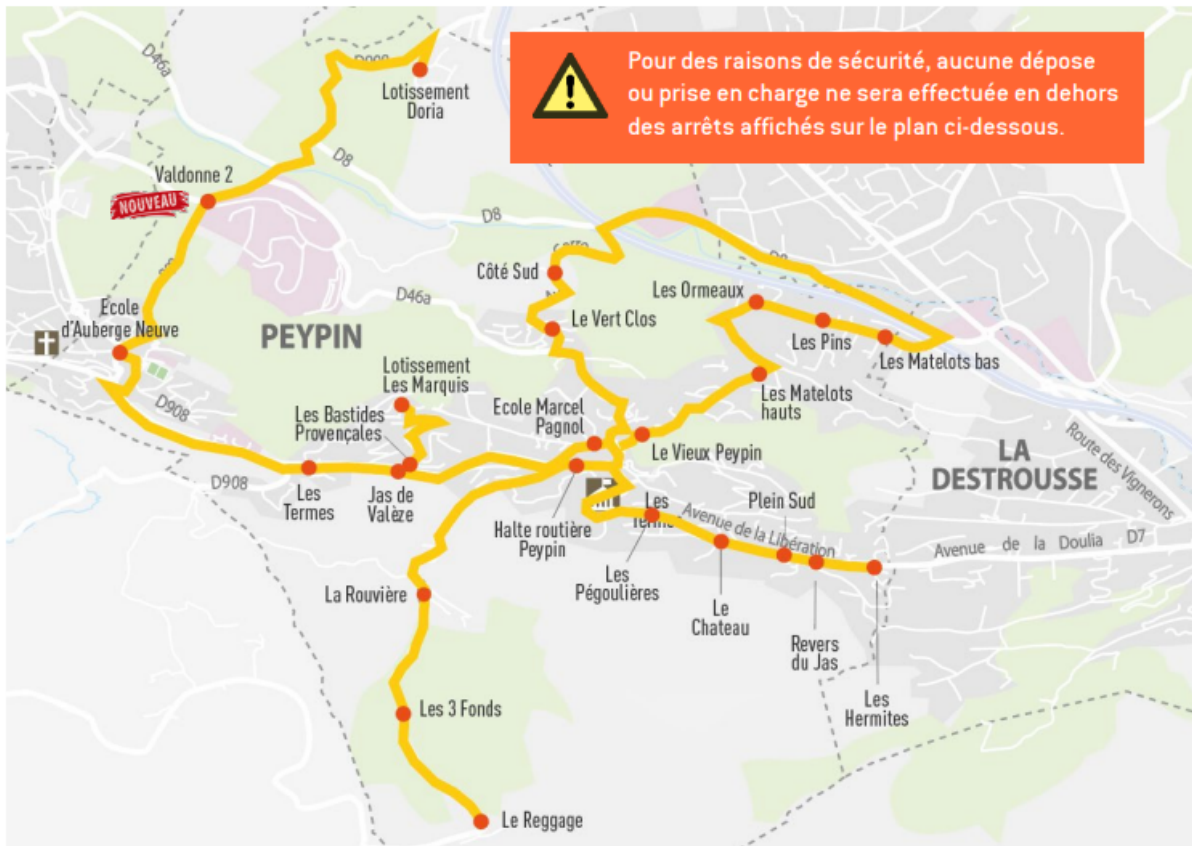 Pour des raisons de sécurité, aucune dépose
ou prise en charge ne sera effectuée en dehors
des arrêts affichés sur le plan ci-dessous.
D46a
Lotissement
Doria
D8
Valdonne 2
NOUVEAU
D8
Côté Sud
D46a
Les Ormeaux
Ecole
d'Auberge Neuve
PEYPIN
Le Vert Clos
Les Pins
Les Matelots bas
Lotissement
Les Marquis
Les Matelots
hauts
D908
Les Bastides
Provençales
Ecole Marcel
Pagnol
Le Vieux Peypin
Route des Vignerons
LA
DESTROUSSE
D908
Les
Termes
Jas de
Valèze
Halte routière
Peypin
Les
Plein Sud
Avenue de la Libération
Avenue de la Doulia D7
Les
Pégoulières
La Rouvière
Le
Chateau
Revers
du Jas
Les
Hermites
Les 3 Fonds
Le Reggage